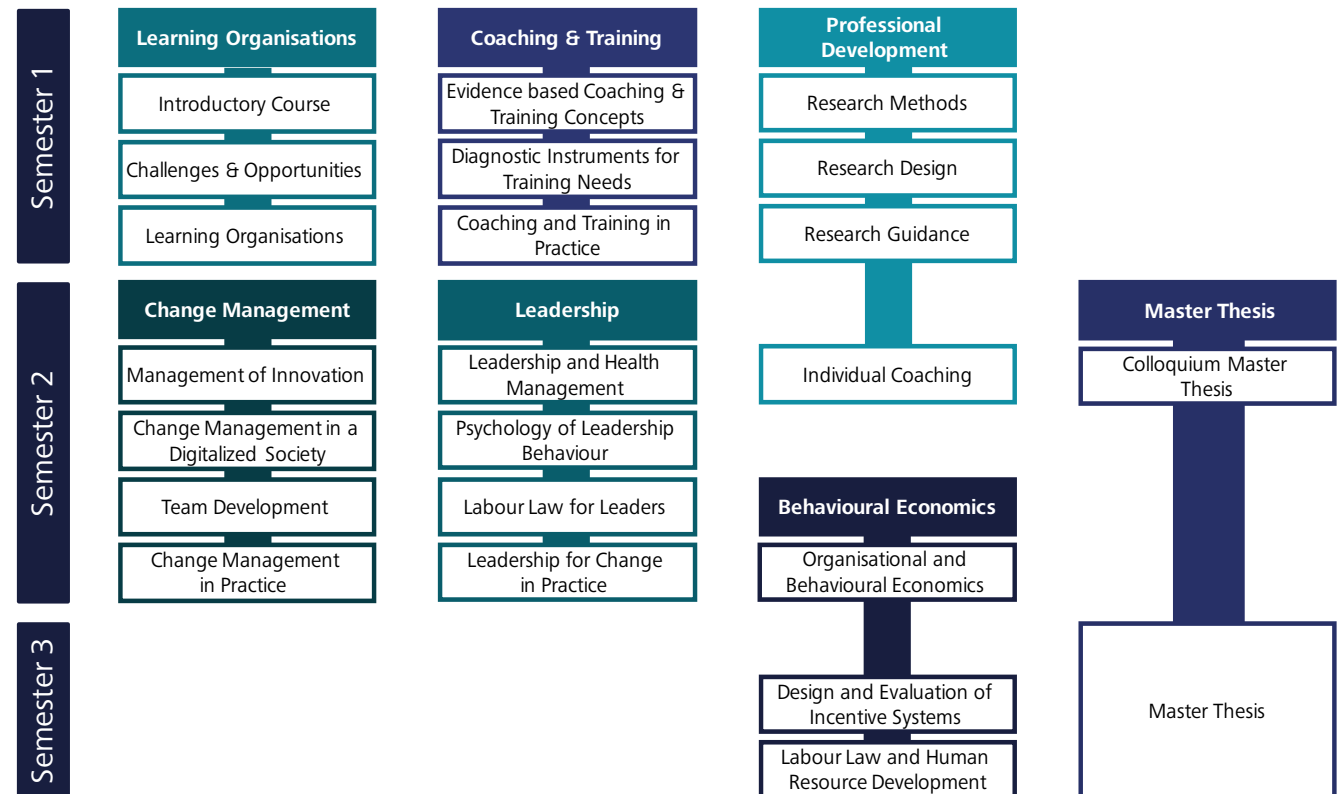 Semester 1
Learning Organisations
Introductory Course
Challenges & Opportunities
Learning Organisations
Coaching & Training
Evidence based Coaching &
Training Concepts
Diagnostic Instruments for
Training Needs
Coaching and Training in
Practice
Professional
Development
Research Methods
Research Design
Research Guidance
Semester 2
Change Management
Management of Innovation
Change Management in a
Digitalized Society
Team Development
Change Management
in Practice
Leadership
Leadership and Health
Management
Psychology of Leadership
Behaviour
Labour Law for Leaders
Leadership for Change
in Practice
Individual Coaching
Behavioural Economics
Organisational and
Behavioural Economics
Master Thesis
Colloquium Master
Thesis
Semester 3
Design and Evaluation of
Incentive Systems
Labour Law and Human
Resource Development
Master Thesis